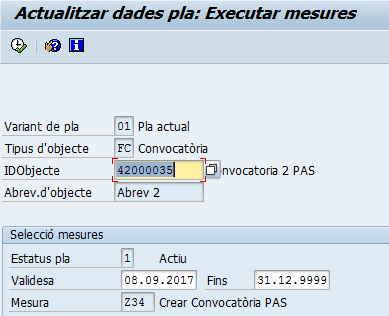 Actualitzar dades pla: Executar mesures
Variant de pla 01 Pla actual
Tipus d'objecte FC Convocatòria
IDObjecte 42000035 nvocatoria 2 PAS
Abrev.d'objecte Abrev 2
Selecció mesures
Estatus pla 1 Actiu
Validesa 08.09.2017 Fins 31.12.9999
Mesura Z34 Crear Convocatòria PAS